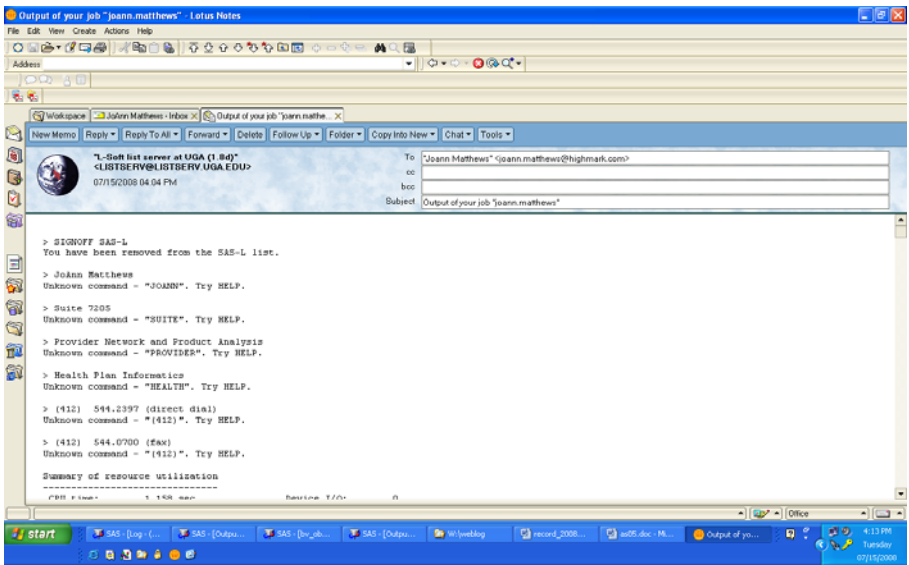 Output of your job "joann.matthews" - Lotus Notes
File Edit View Create Actions Help
Address
Workspace JoAnn Matthews - Inbox Output of your job "joann.matthe...
New Memo Reply Reply To All Forward Delete Follow Up Folder Copy Into New Chat Tools
"L-Soft list server at UGA (1.8d)"
<LISTSERV@LISTSERV.UGA.EDU>
07/15/2008 04:04 PM
To "Joann Matthews" <joann.matthews@highmark.com>
cc
bcc
Subject Output of your job "joann.matthews"
> SIGNOFF SAS-L
You have been removed from the SAS-L list.
> JoAnn Matthews
Unknown command - "JOANN". Try HELP.
> Suite 7205
Unknown command - "SUITE". Try HELP.
> Provider Network and Product Analysis
Unknown command - "PROVIDER". Try HELP.
> Health Plan Informatics
Unknown command - "HEALTH". Try HELP.
> (412) 544.2397 (direct dial)
Unknown command - "(412)". Try HELP.
> (412) 544.0700 (fax)
Unknown command - "(412)". Try HELP.
Summary of resource utilization
-------------------------------
CPU time: 1.158 sec Device I/O: 0
Office
start SAS - [Log - (... SAS - [Outpu... SAS - [bv_ob... SAS - [Outpu... W:\weblog record_2008... as05.doc - M... Output of yo... 4:13 PM
Tuesday
07/15/2008